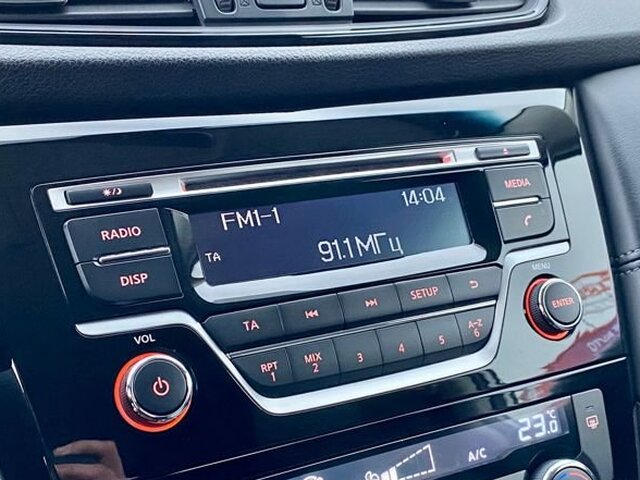 MEDIA
RADIO
FM1-1
14:04
DISP
TA
91.1МГц
MENU
TA
SETUP
ENTER
VOL
RPT
1
MIX
2
3
4
5
A-Z
6
A/C
23.0
°C